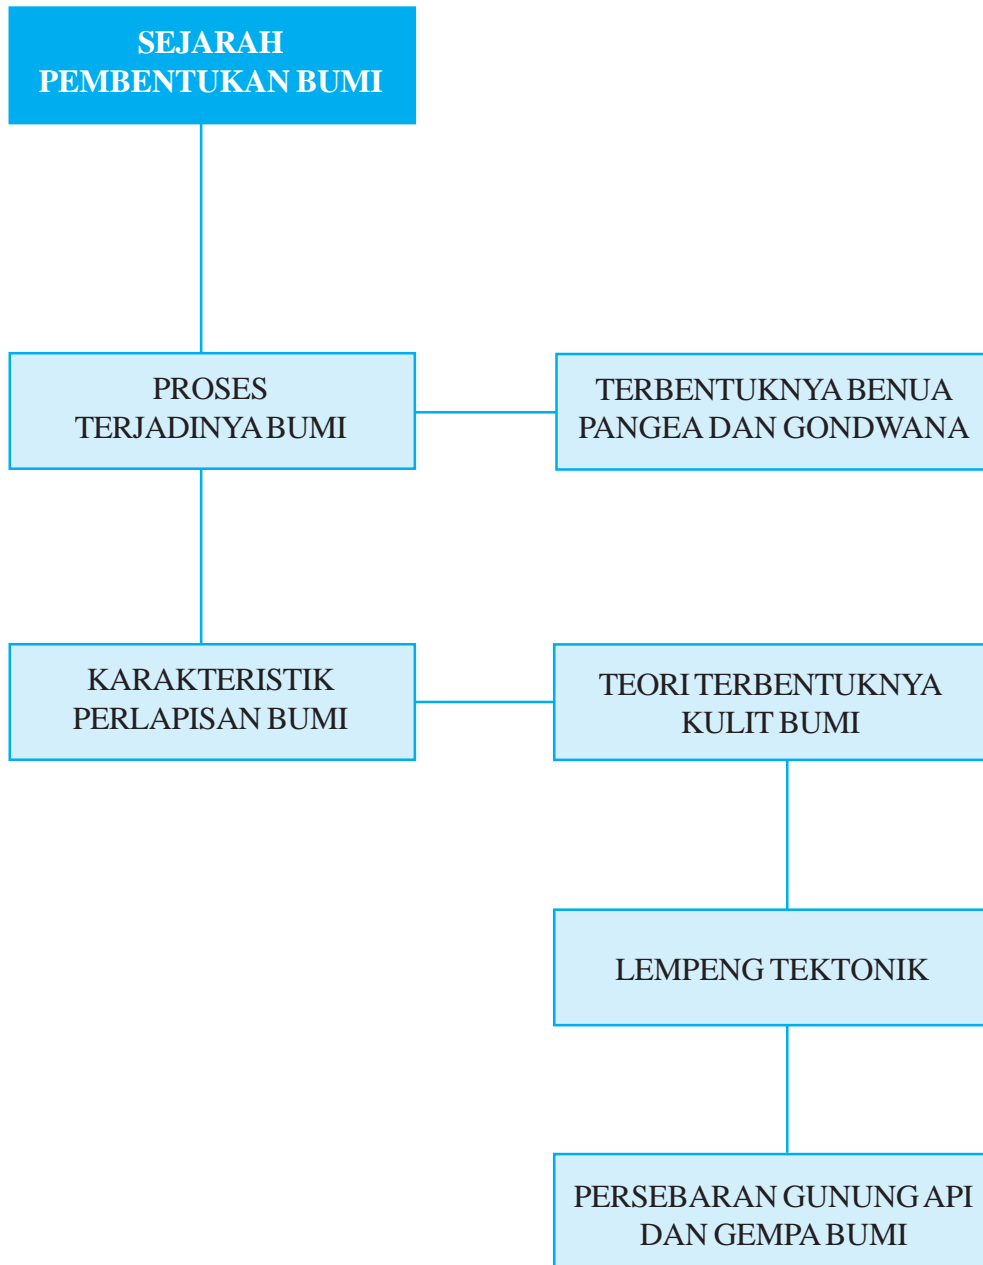 SEJARAH
PEMBENTUKAN BUMI
PROSES
TERJADINYA BUMI
TERBENTUKNYA BENUA
PANGEA DAN GONDWANA
KARAKTERISTIK
PERLAPISAN BUMI
TEORI TERBENTUKNYA
KULIT BUMI
LEMPENG TEKTONIK
PERSEBARAN GUNUNG API
DAN GEMPA BUMI